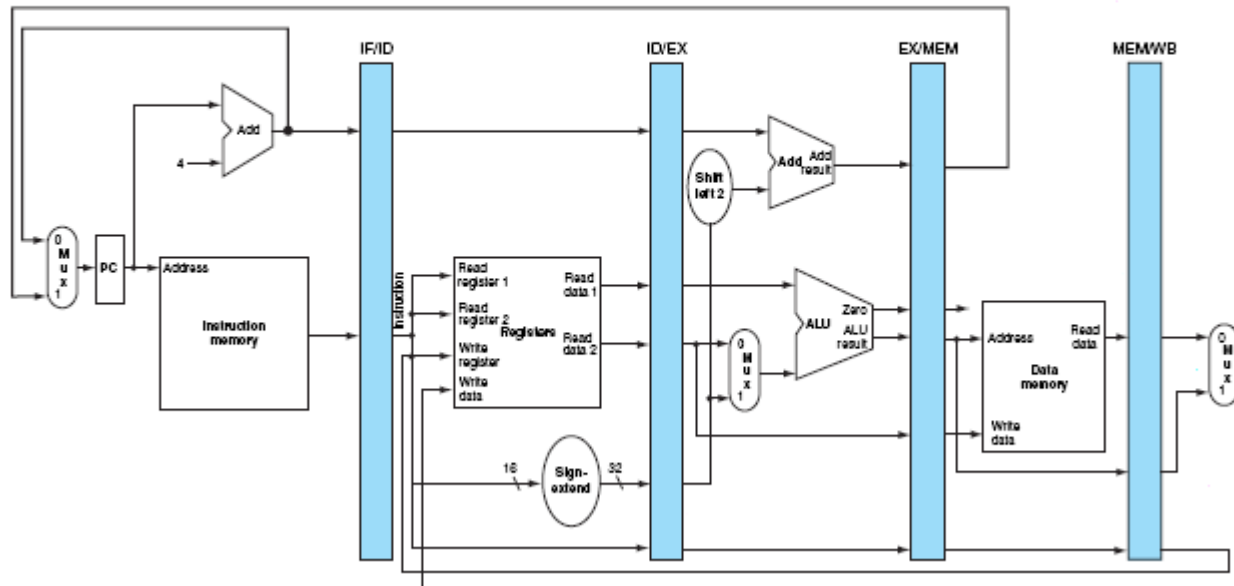 IF/ID
ID/EX
EX/MEM
MEM/WB
Add
4
Shift
left 2
Add
Add
result
0
M
u
x
1
PC
Address
Instruction
memory
Instruction
Read
register 1
Read
register 2
Write
register
Write
data
Registers
Read
data 1
Read
data 2
16
Sign-
extend
32
0
M
u
x
1
ALU
Zero
ALU
result
Address
Read
data
Data
memory
Write
data
0
M
u
x
1